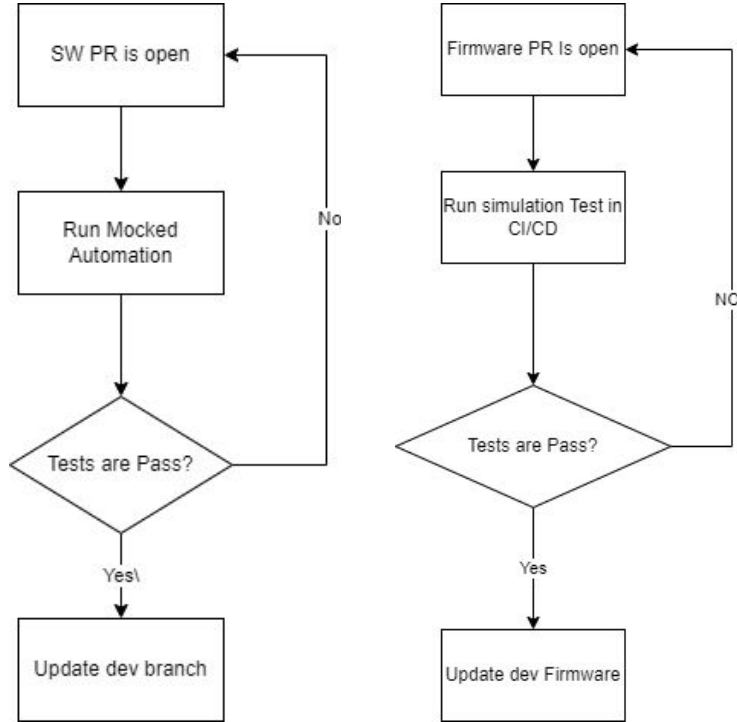 SW PR is open
Run Mocked
Automation
No
Tests are Pass?
Yes\
Update dev branch
Firmware PR Is open
Run simulation Test in
CI/CD
NO
Tests are Pass?
Yes
Update dev Firmware